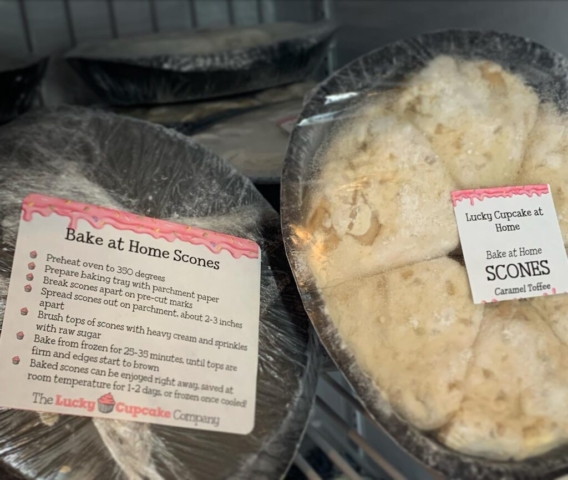 Bake at Home Scones
Preheat oven to 350 degrees
Prepare baking tray with parchment paper
Break scones apart on pre-cut marks
Spread scones out on parchment, about 2-3 inches
apart
Brush tops of scones with heavy cream and sprinkles
with raw sugar
Bake from frozen for 25-35 minutes, until tops are
firm and edges start to brown
Baked scones can be enjoyed right away, saved at
room temperature for 1-2 days, or frozen once cooled!
The Lucky Cupcake Company
Lucky Cupcake at
Home
Bake at Home
SCONES
Caramel Toffee